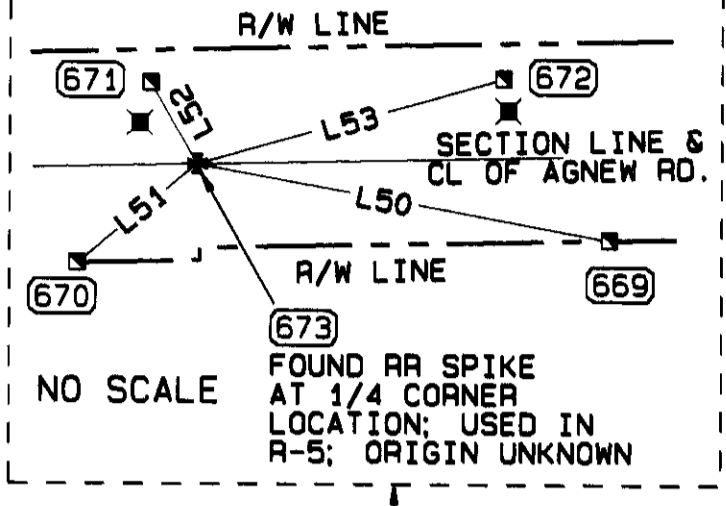 R/W LINE
671
672
L52
L53
SECTION LINE &
CL OF AGNEW RD.
L51
L50
R/W LINE
670
669
673
NO SCALE
FOUND RR SPIKE
AT 1/4 CORNER
LOCATION; USED IN
R-5; ORIGIN UNKNOWN